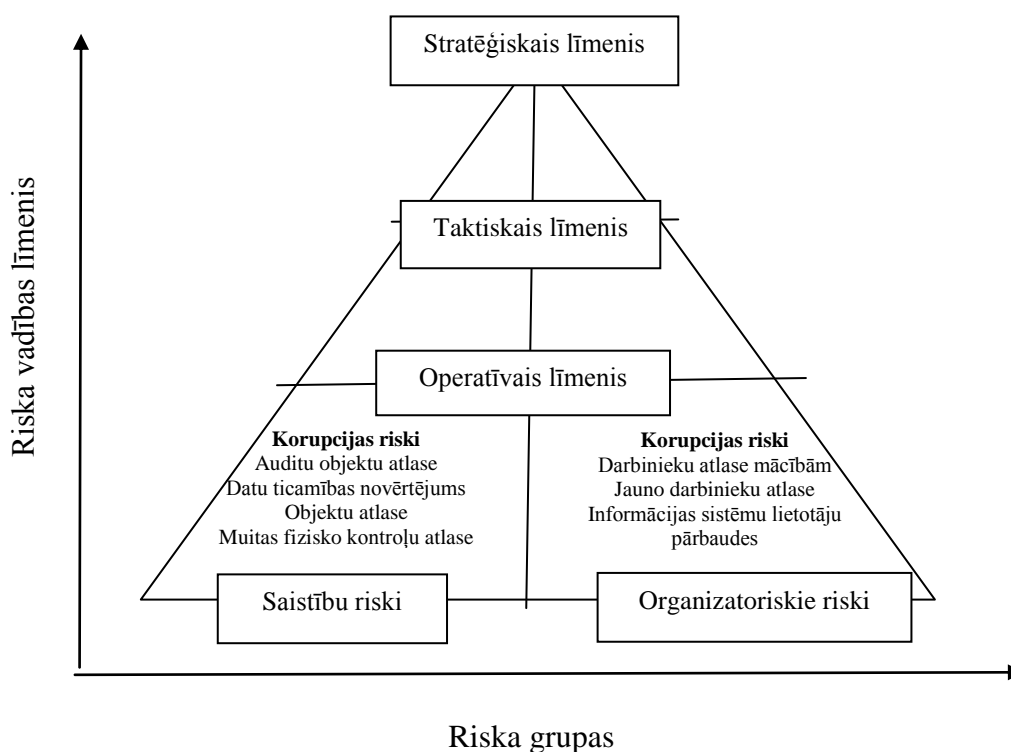 Stratēģiskais līmenis
Riska vadības līmenis
Taktiskais līmenis
Operatīvais līmenis
Korupcijas riski
Auditu objektu atlase
Datu ticamības novērtējums
Objektu atlase
Muitas fizisko kontroļu atlase
Korupcijas riski
Darbinieku atlase mācībām
Jauno darbinieku atlase
Informācijas sistēmu lietotāju
pārbaudes
Saistību riski
Organizatoriskie riski
Riska grupas